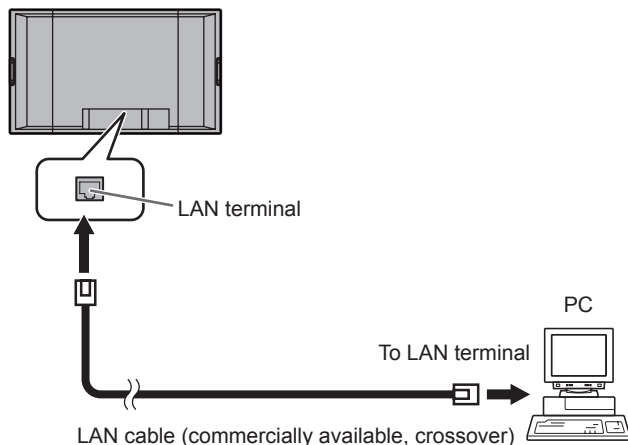 LAN terminal
PC
To LAN terminal
LAN cable (commercially available, crossover)